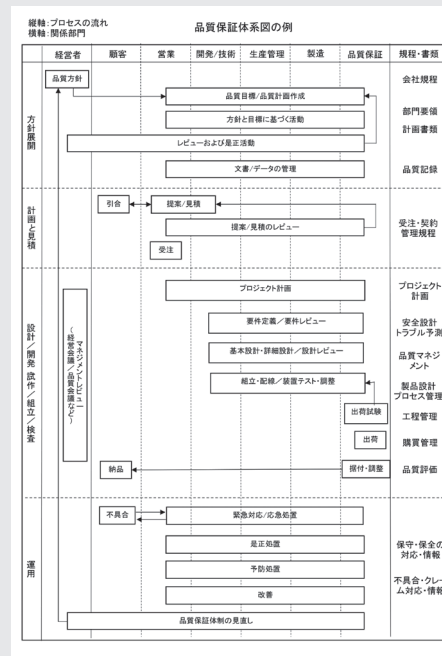 縦軸:プロセスの流れ
横軸:関係部門
品質保証体系図の例
経営者 顧客 営業 開発/技術 生産管理 製造 品質保証 規程・書類
方針展開
品質方針
品質目標/品質計画作成
方針と目標に基づく活動
レビューおよび是正活動
文書/データの管理
会社規程
部門要領
計画書類
品質記録
計画と見積
引合
提案/見積
提案/見積のレビュー
受注
受注・契約
管理規程
設計/開発 試作/組立/検査
マネジメントレビュー
(経営会議/品質会議など)
プロジェクト計画
要件定義/要件レビュー
基本設計・詳細設計/設計レビュー
組立・配線/装置テスト・調整
出荷試験
出荷
納品
据付・調整
プロジェクト
計画
安全設計
トラブル予測
品質マネジ
メント
製品設計
プロセス管理
工程管理
購買管理
品質評価
運用
不具合
緊急対応/応急処置
是正処置
予防処置
改善
品質保証体制の見直し
保守・保全の
対応・情報
不具合・クレー
ム対応・情報